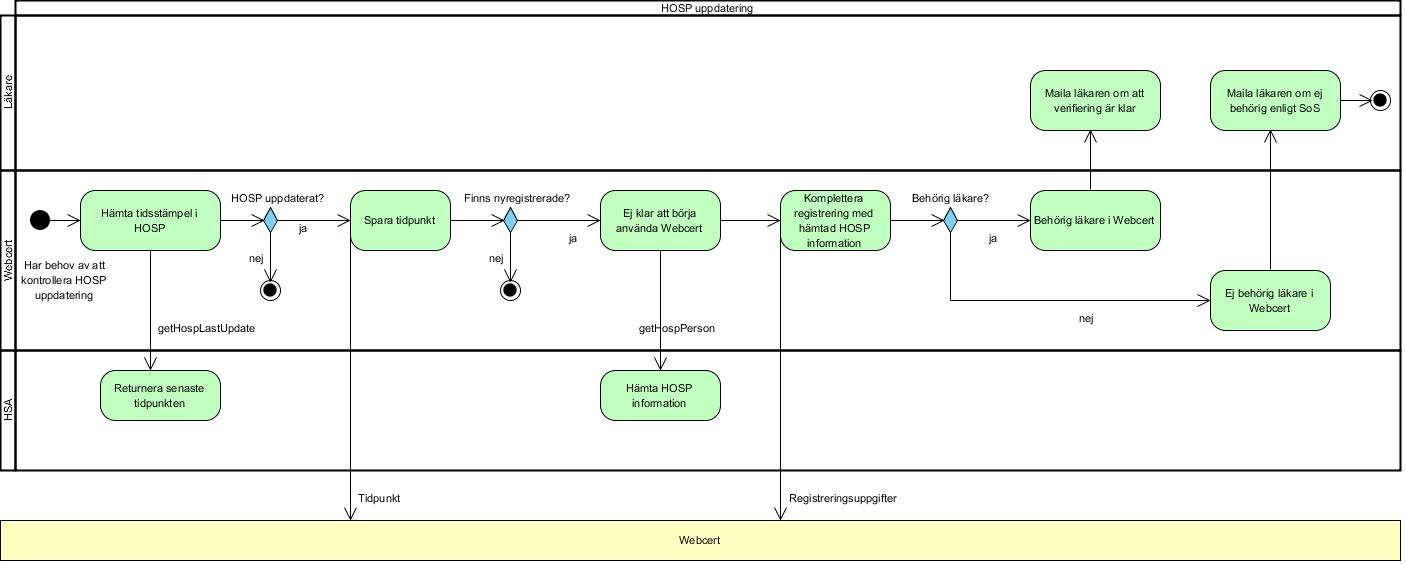 HOSP uppdatering
Läkare
Maila läkaren om att
verifiering är klar
Maila läkaren om ej
behörig enligt SoS
Webcert
Har behov av att
kontrollera HOSP
uppdatering
Hämta tidsstämpel i
HOSP
HOSP uppdaterat?
ja
nej
Spara tidpunkt
Finns nyregistrerade?
ja
nej
Ej klar att börja
använda Webcert
Komplettera
registrering med
hämtad HOSP
information
Behörig läkare?
ja
nej
Behörig läkare i Webcert
Ej behörig läkare i
Webcert
getHospLastUpdate
getHospPerson
HSA
Returnera senaste
tidpunkten
Hämta HOSP
information
Tidpunkt
Registreringsuppgifter
Webcert